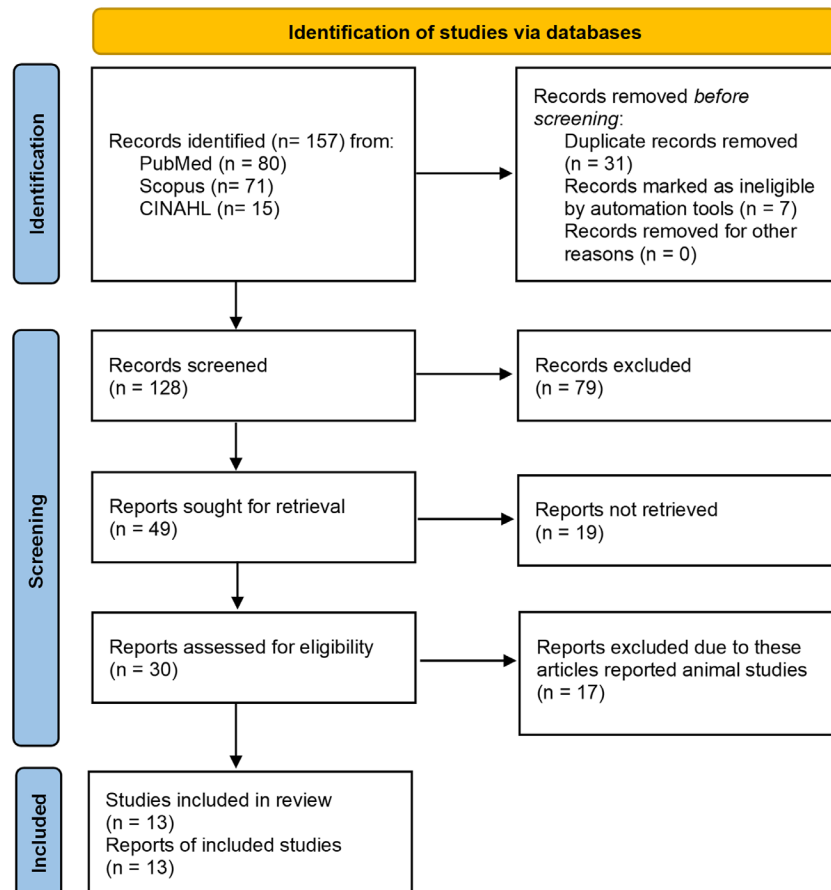 Identification of studies via databases
Identification
Records identified (n= 157) from:
PubMed (n = 80)
Scopus (n= 71)
CINAHL (n= 15)
Records removed before
screening:
Duplicate records removed
(n = 31)
Records marked as ineligible
by automation tools (n = 7)
Records removed for other
reasons (n = 0)
Screening
Records screened
(n = 128)
Records excluded
(n = 79)
Reports sought for retrieval
(n = 49)
Reports not retrieved
(n = 19)
Reports assessed for eligibility
(n = 30)
Reports excluded due to these
articles reported animal studies
(n = 17)
Included
Studies included in review
(n = 13)
Reports of included studies
(n = 13)